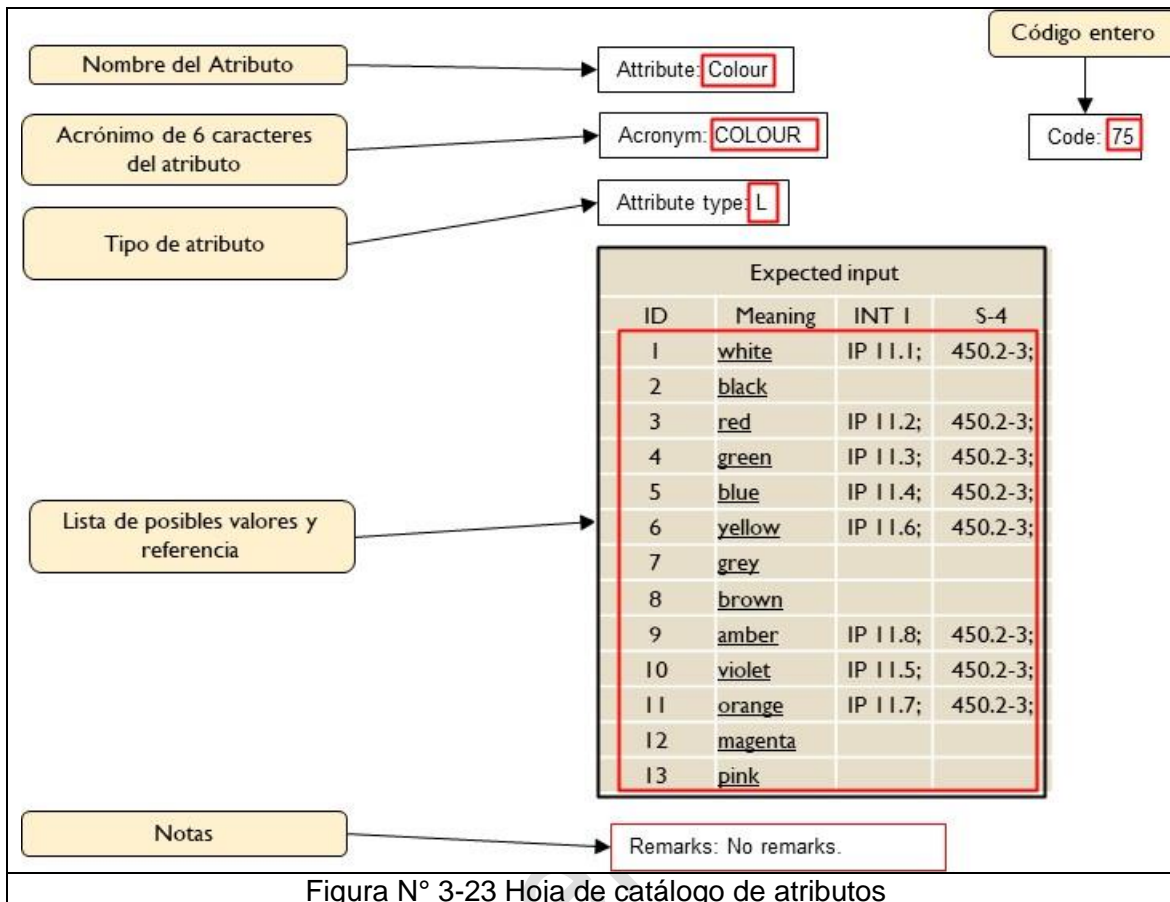 Código entero
Nombre del Atributo
Attribute: Colour
Acrónimo de 6 caracteres
del atributo
Acronym: COLOUR
Code: 75
Tipo de atributo
Attribute type: L
Expected input
ID Meaning INT 1 S-4
1 white IP 11.1; 450.2-3;
2 black
3 red IP 11.2; 450.2-3;
4 green IP 11.3; 450.2-3;
5 blue IP 11.4; 450.2-3;
6 yellow IP 11.6; 450.2-3;
7 grey
8 brown
9 amber IP 11.8; 450.2-3;
10 violet IP 11.5; 450.2-3;
11 orange IP 11.7; 450.2-3;
12 magenta
13 pink
Lista de posibles valores y
referencia
Notas
Remarks: No remarks.
Figura N° 3-23 Hoja de catálogo de atributos